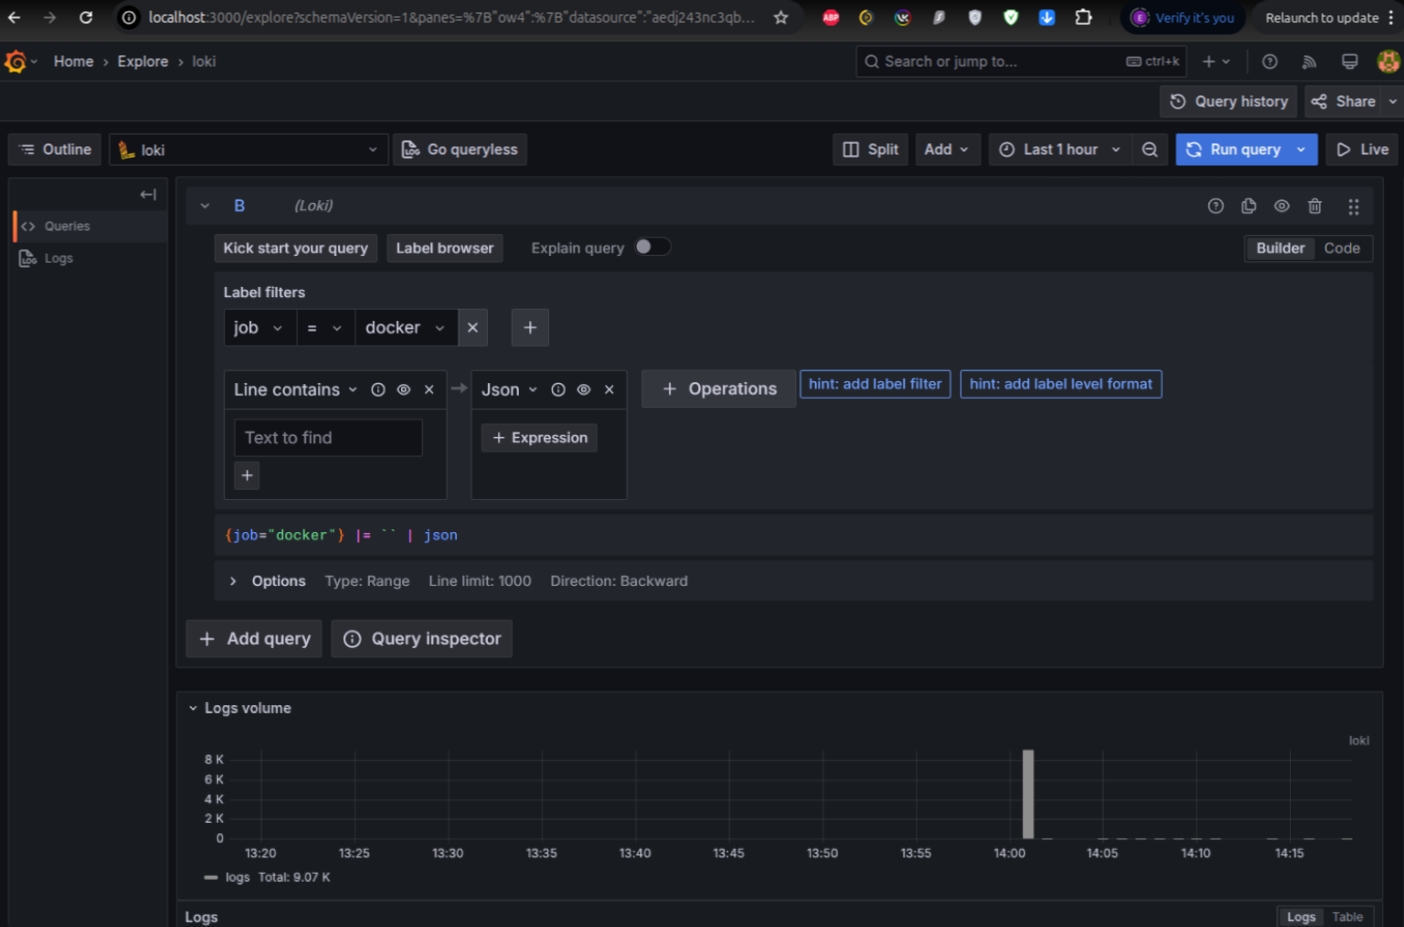 localhost:3000/explore?schemaVersion=1&panes=%7B"ow4":%7B"datasource":"aedj243nc3qb... ABP Verify it's you Relaunch to update
Home › Explore › loki Search or jump to... ctrl+k
Query history Share
Outline loki Go queryless Split Add Last 1 hour Run query Live
Queries
Logs
B (Loki)
Kick start your query Label browser Explain query Builder Code
Label filters
job = docker
Line contains Json + Operations hint: add label filter hint: add label level format
Text to find + Expression
+
{job="docker"} |= `` | json
Options Type: Range Line limit: 1000 Direction: Backward
+ Add query Query inspector
Logs volume
loki
8 K
6 K
4 K
2 K
0
13:20 13:25 13:30 13:35 13:40 13:45 13:50 13:55 14:00 14:05 14:10 14:15
logs Total: 9.07 K
Logs Logs Table